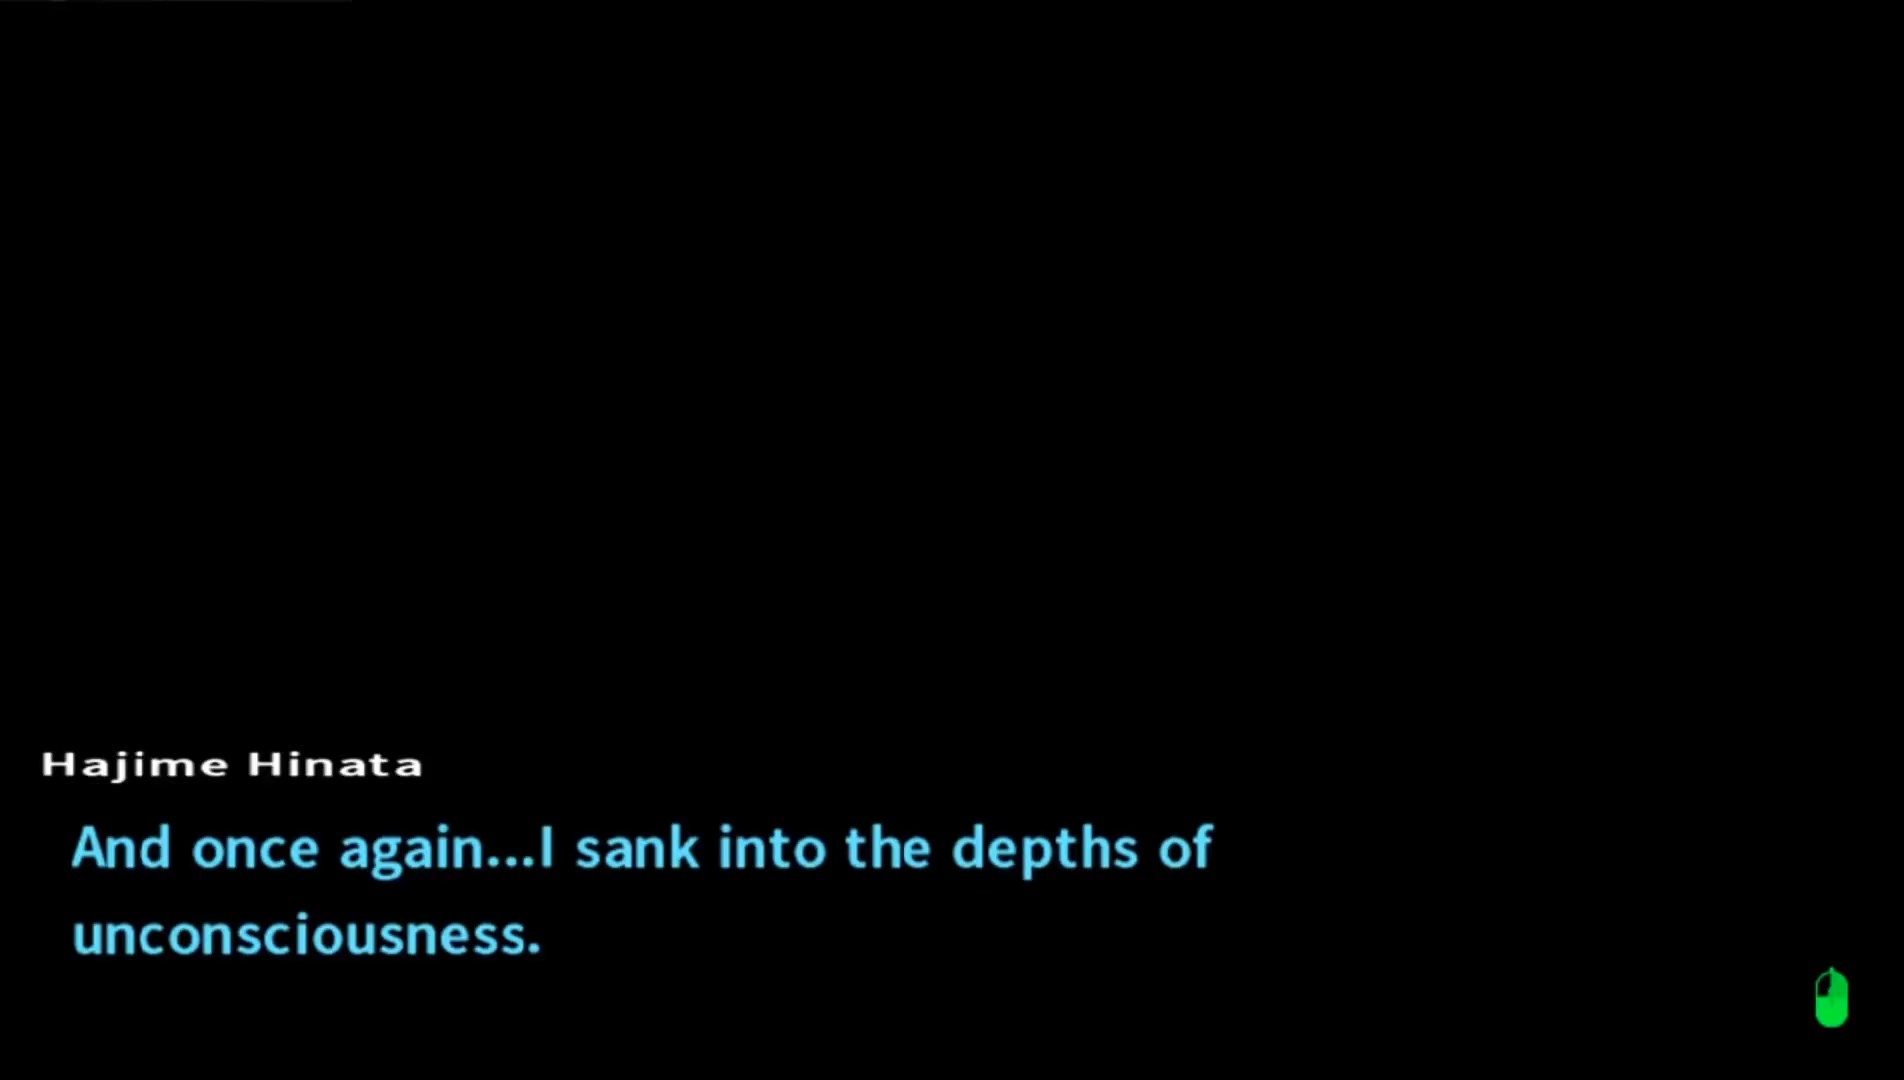 Hajime Hinata
And once again...I sank into the depths of
unconsciousness.